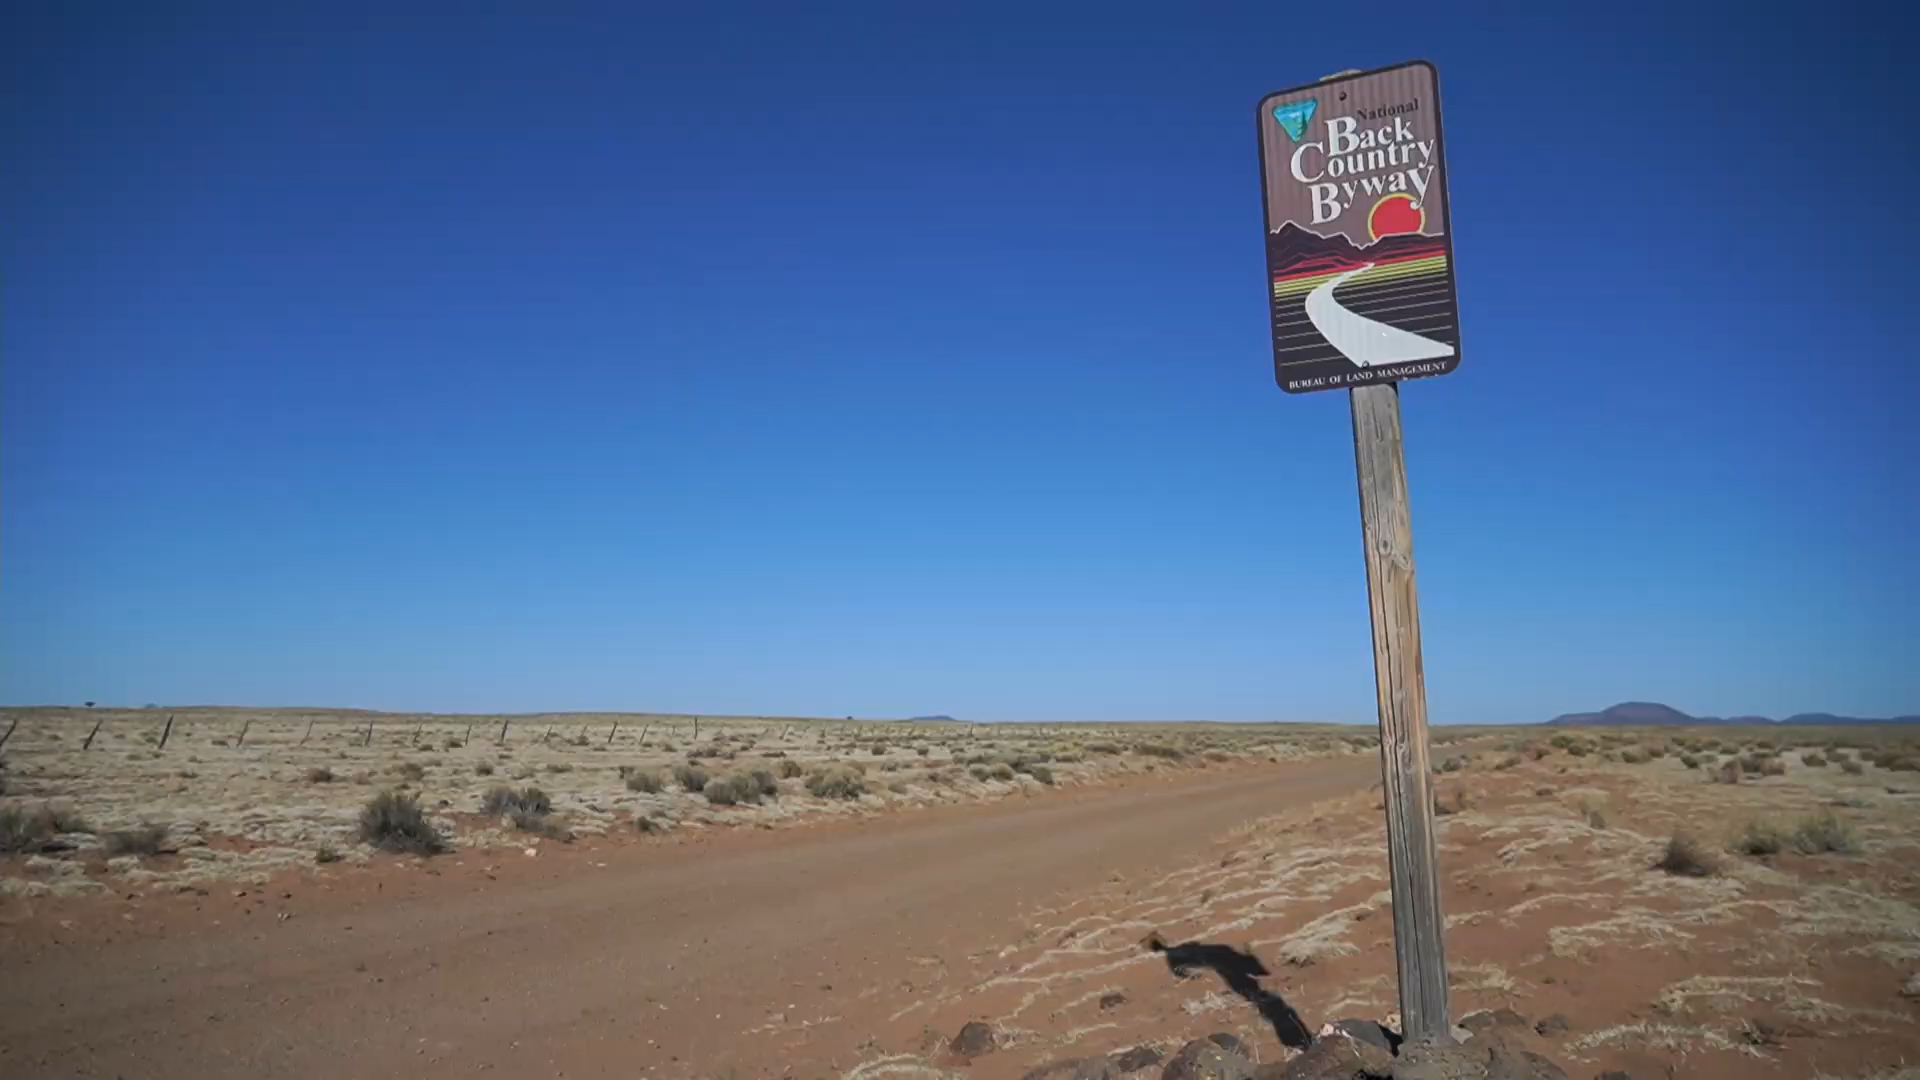 National
Back
Country
Byway
BUREAU OF LAND MANAGEMENT